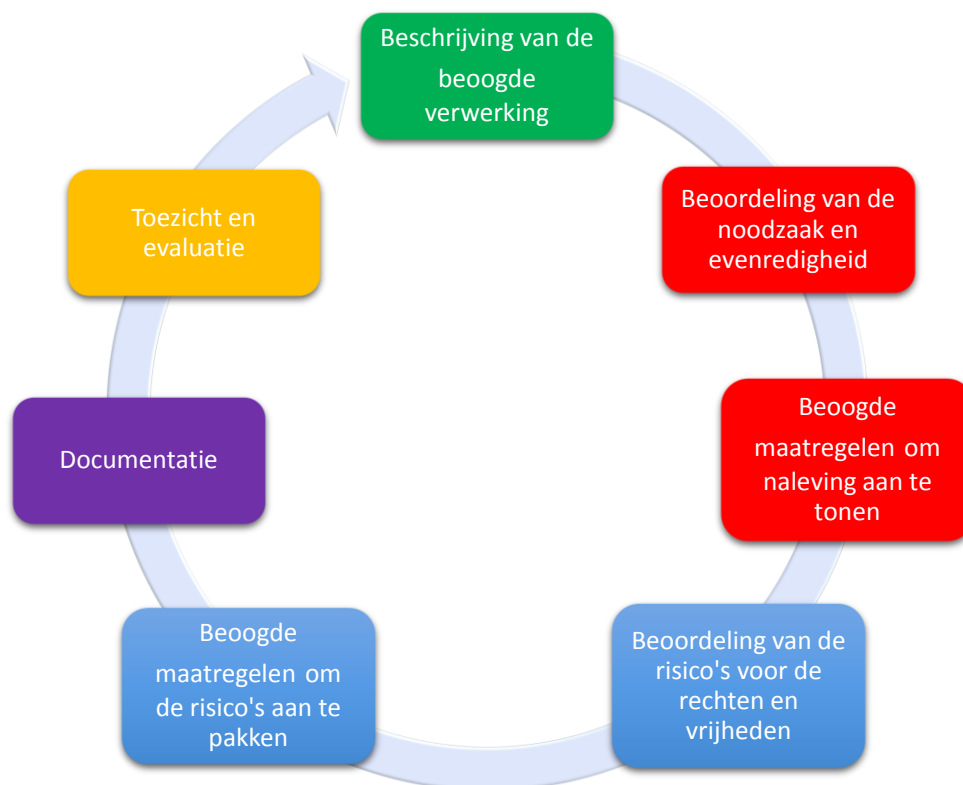 Beschrijving van de
beoogde
verwerking
Beoordeling van de
noodzaak en
evenredigheid
Beoogde
maatregelen om
naleving aan te
tonen
Beoordeling van de
risico's voor de
rechten en
vrijheden
Beoogde
maatregelen om
de risico's aan te
pakken
Documentatie
Toezicht en
evaluatie